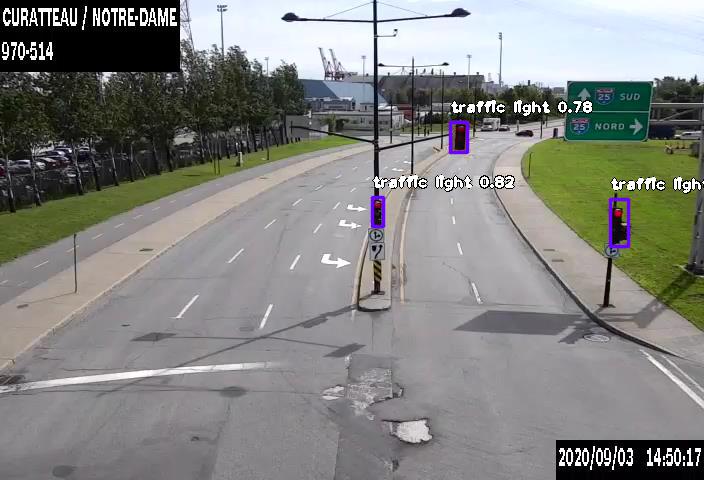 CURATTEAU / NOTRE-DAME
970-514
25 SUD
25 NORD
traffic light 0.78
traffic light 0.82
traffic light
2020/09/03 14:50:17